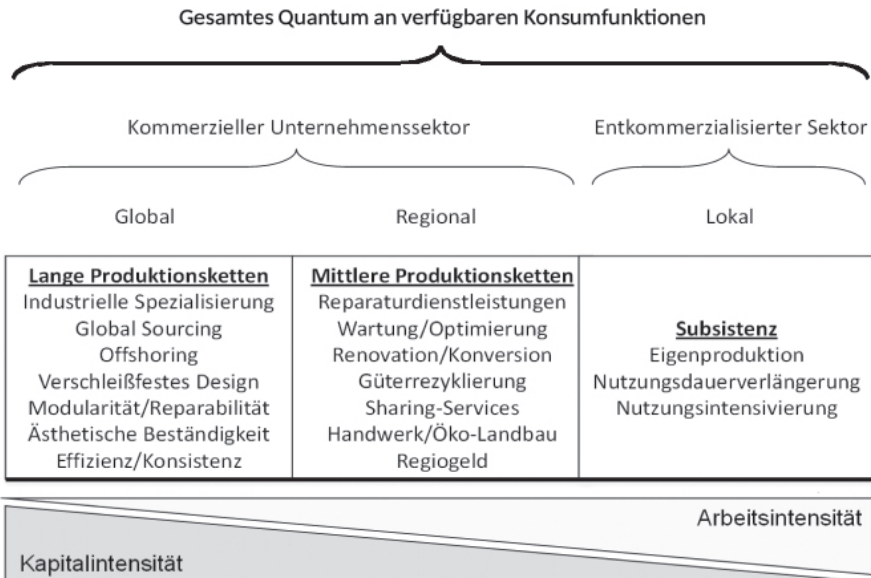 Gesamtes Quantum an verfügbaren Konsumfunktionen
Kommerzieller Unternehmenssektor
Entkommerzialisierter Sektor
Global
Regional
Lokal
Lange Produktionsketten
Industrielle Spezialisierung
Global Sourcing
Offshoring
Verschleißfestes Design
Modularität/Reparabilität
Ästhetische Beständigkeit
Effizienz/Konsistenz
Mittlere Produktionsketten
Reparaturdienstleistungen
Wartung/Optimierung
Renovation/Konversion
Güterrezyklierung
Sharing-Services
Handwerk/Öko-Landbau
Regiogeld
Subsistenz
Eigenproduktion
Nutzungsdauerverlängerung
Nutzungsintensivierung
Arbeitsintensität
Kapitalintensität